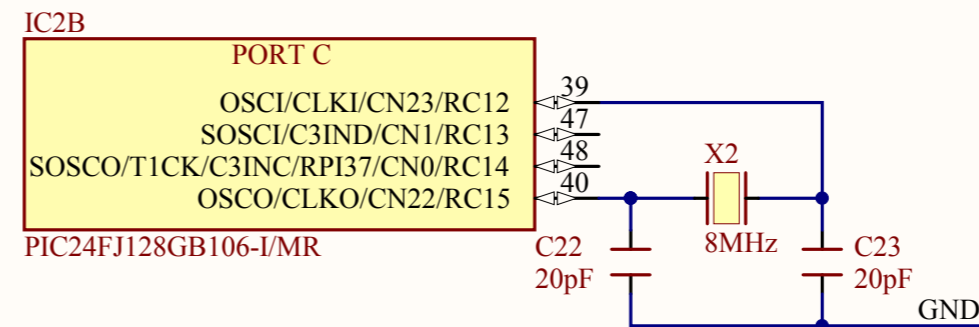 IC2B
PORT C
OSCI/CLKI/CN23/RC12 39
SOSCI/C3IND/CN1/RC13 47
SOSCO/T1CK/C3INC/RPI37/CN0/RC14 48
OSCO/CLKO/CN22/RC15 40
PIC24FJ128GB106-I/MR
X2
8MHz
C22
20pF
C23
20pF
GND